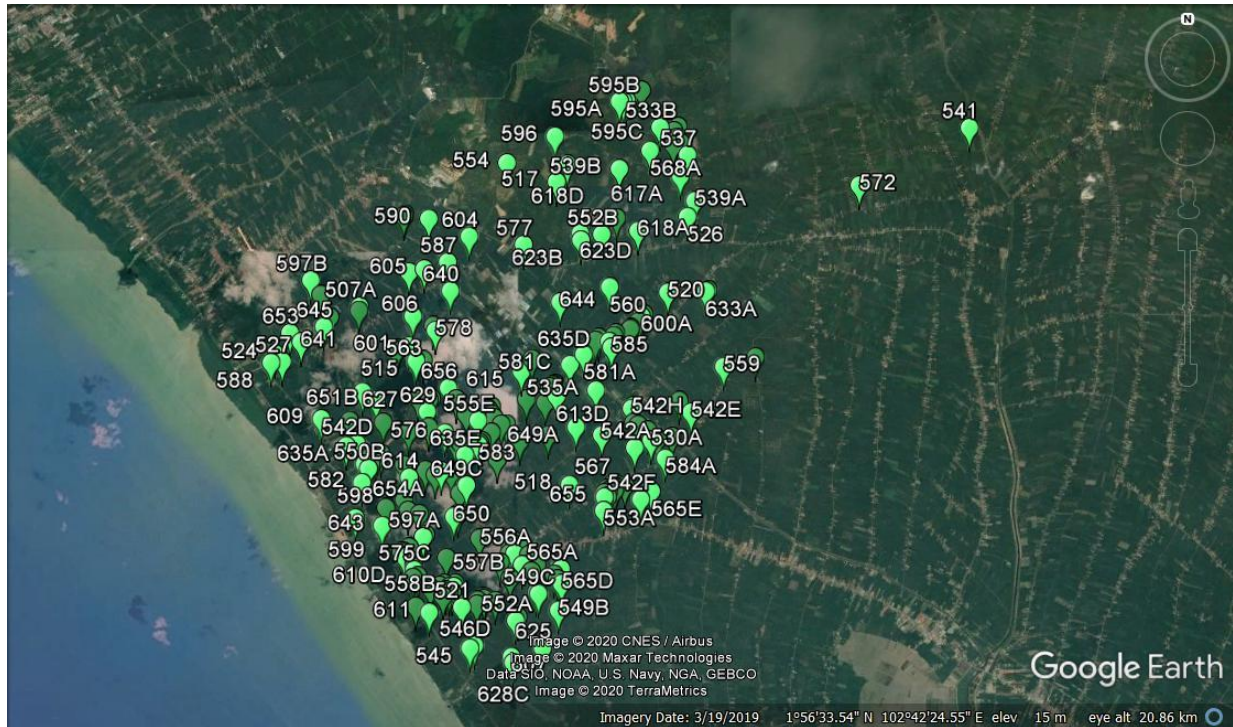 N
595B
595A
533B
541
596
595C
537
554
539B
568A
517
618D
617A
572
539A
590
604
577
552B
618A
526
587
623B
623D
597B
605
640
507A
644
560
520
633A
653
645
606
600A
641
601
578
635D
524
527
563
585
588
515
656
615
581C
581A
559
535A
651B
627
629
555E
613D
542H
542E
609
542D
576
635E
649A
542A
530A
635A
550B
583
614
649C
567
584A
582
518
598
654A
655
542F
643
597A
650
553A
565E
599
575C
556A
565A
610D
557B
558B
549C
565D
521
611
552A
549B
546D
625
545
Image © 2020 CNES / Airbus
Image © 2020 Maxar Technologies
Data SIO, NOAA, U.S. Navy, NGA, GEBCO
Image © 2020 TerraMetrics
628C
Google Earth
Imagery Date: 3/19/2019 1°56'33.54" N 102°42'24.55" E elev 15 m eye alt 20.86 km